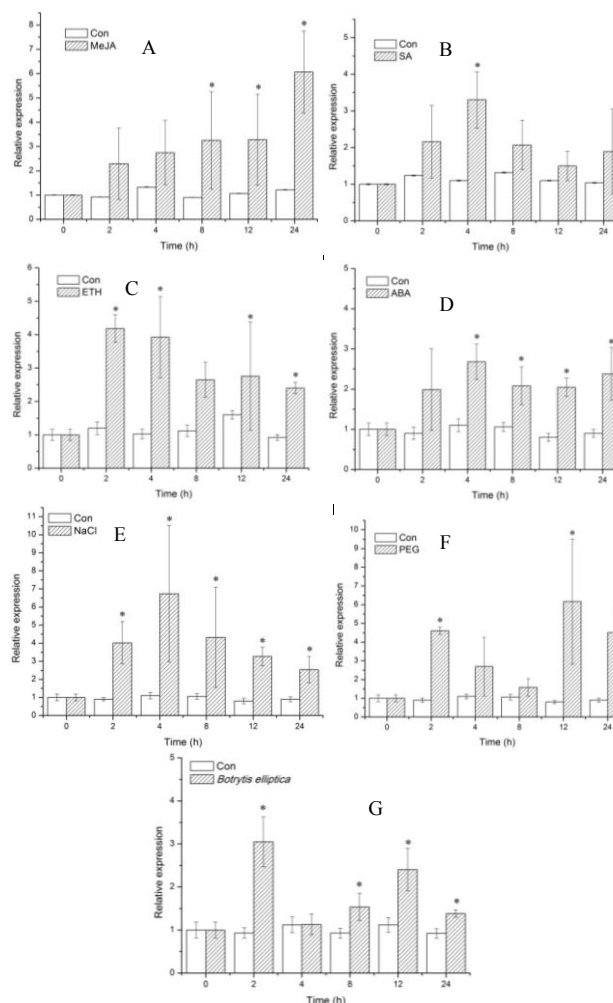 A
Con
MeJA
Relative expression
8
7
6
5
4
3
2
1
0
*
*
*
0 2 4 8 12 24
Time (h)
B
Con
SA
Relative expression
5
4
3
2
1
0
*
0 2 4 8 12 24
Time (h)
C
Con
ETH
Relative expression
6
5
4
3
2
1
0
*
*
*
*
0 2 4 8 12 24
Time (h)
D
Con
ABA
Relative expression
5
4
3
2
1
0
*
*
*
*
0 2 4 8 12 24
Time (h)
E
Con
NaCl
Relative expression
11
10
9
8
7
6
5
4
3
2
1
0
*
*
*
*
*
0 2 4 8 12 24
Time (h)
F
Con
PEG
Relative expression
10
9
8
7
6
5
4
3
2
1
0
*
*
0 2 4 8 12 24
Time (h)
G
Con
Botrytis elliptica
Relative expression
5
4
3
2
1
0
*
*
*
*
0 2 4 8 12 24
Time (h)